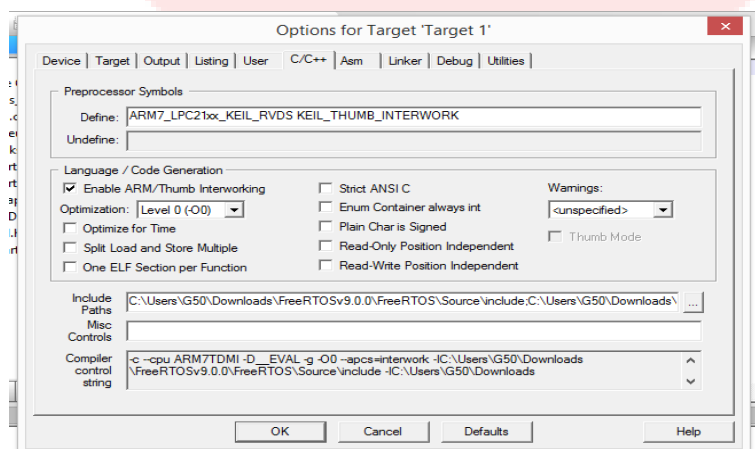 Options for Target 'Target 1'
Device Target Output Listing User C/C++ Asm Linker Debug Utilities
Preprocessor Symbols
Define: ARM7_LPC21xx_KEIL_RVDS KEIL_THUMB_INTERWORK
Undefine:
Language / Code Generation
Enable ARM/Thumb Interworking
Optimization: Level 0 (-O0)
Optimize for Time
Split Load and Store Multiple
One ELF Section per Function
Strict ANSI C
Enum Container always int
Plain Char is Signed
Read-Only Position Independent
Read-Write Position Independent
Warnings:
<unspecified>
Thumb Mode
Include Paths C:\Users\G50\Downloads\FreeRTOSv9.0.0\FreeRTOS\Source\include;C:\Users\G50\Downloads\ ...
Misc Controls
Compiler control string
-c --cpu ARM7TDMI -D__EVAL -g -O0 --apcs=interwork -IC:\Users\G50\Downloads
\FreeRTOSv9.0.0\FreeRTOS\Source\include -IC:\Users\G50\Downloads
OK Cancel Defaults Help